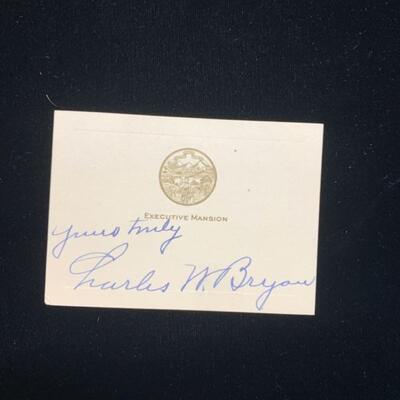 EXECUTIVE MANSION
Yours truly
Charles W. Bryan